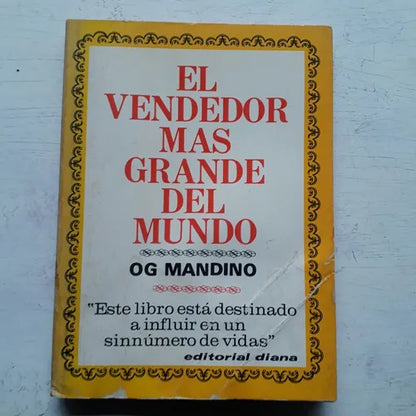 EL
VENDEDOR
MAS
GRANDE
DEL
MUNDO
OG MANDINO
"Este libro está destinado
a influir en un
sinnúmero de vidas"
editorial diana